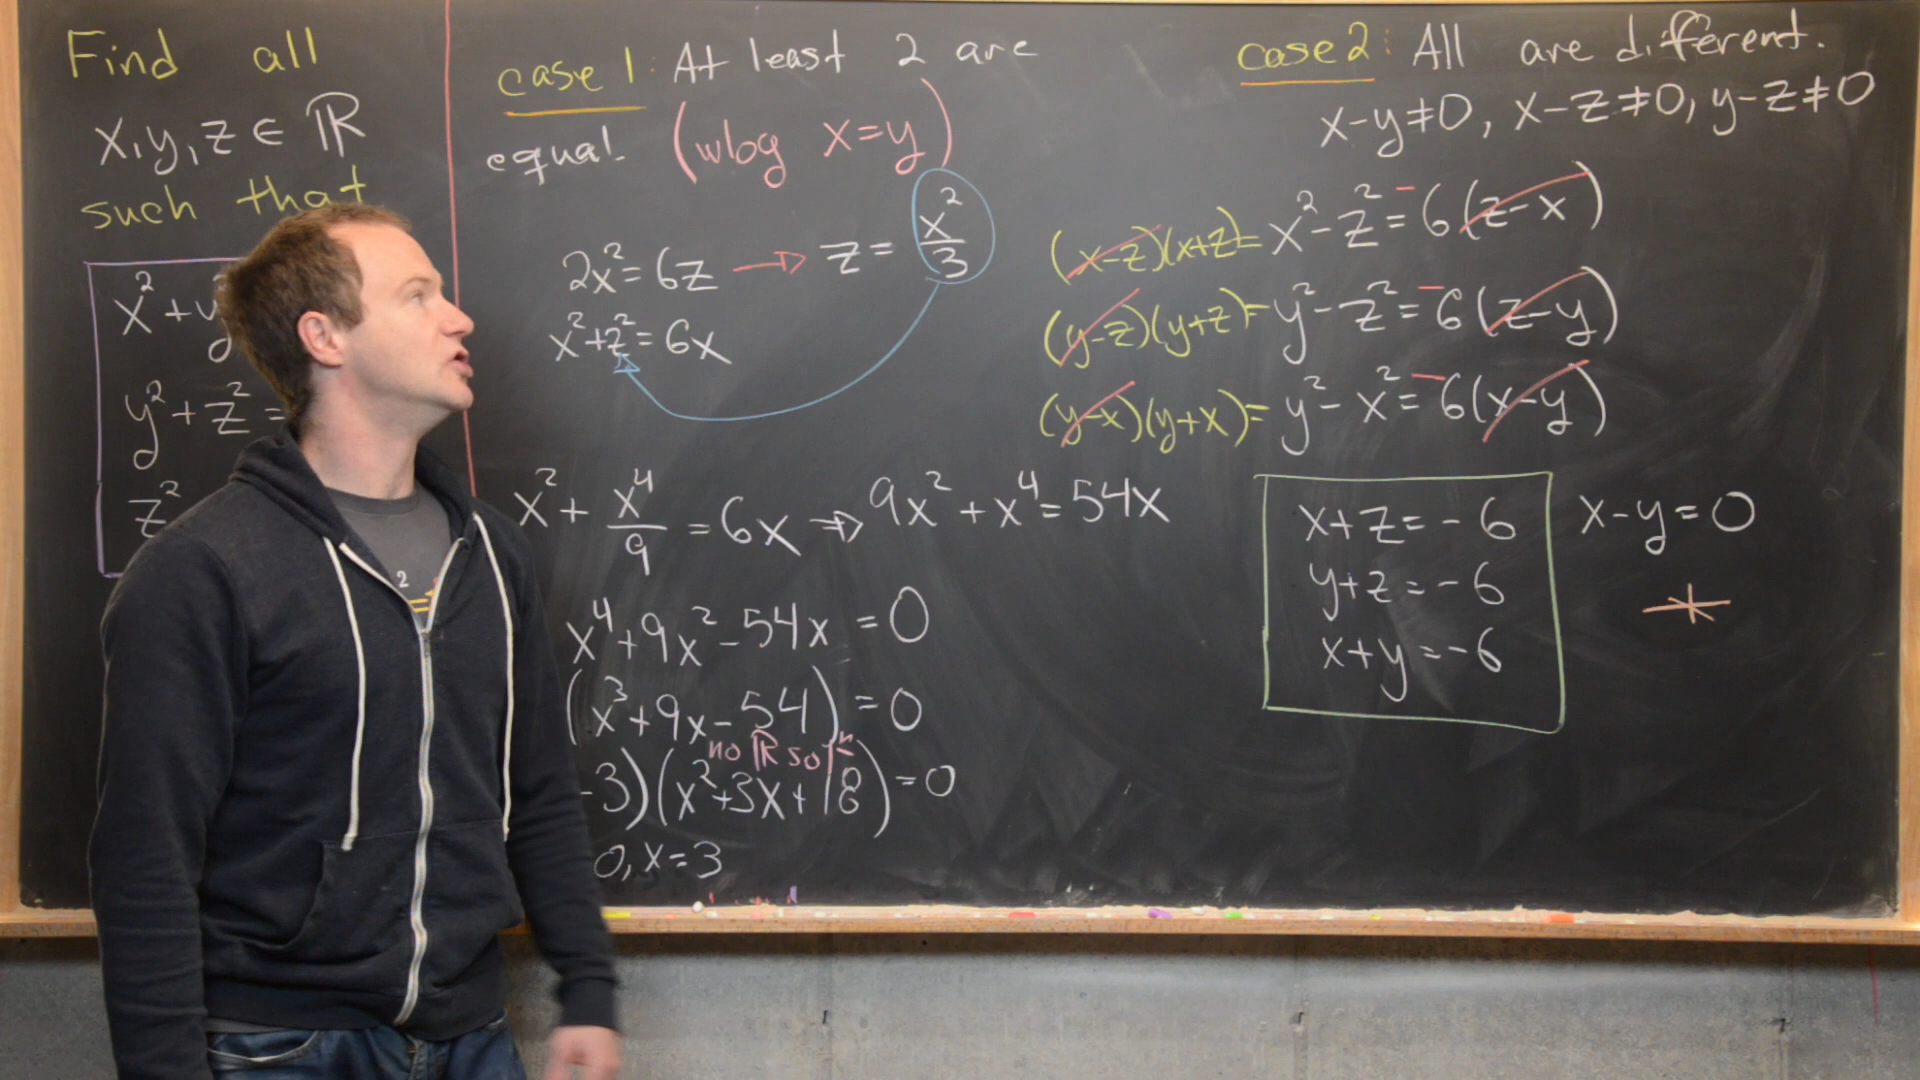 Find all
x, y, z ∈ ℝ
such that
x² + y
y² + z² =
z²
case 1: At least 2 are
equal. (wlog x=y)
2x² = 6z → z = x²/3
x² + z² = 6x
x² + x⁴/9 = 6x → 9x² + x⁴ = 54x
x⁴ + 9x² - 54x = 0
(x³ + 9x - 54) = 0
no ℝ sol
-3)(x² + 3x + 18) = 0
0, x = 3
case 2: All are different.
x-y≠0, x-z≠0, y-z≠0
(x-z)(x+z) = x² - z² = -6(z-x)
(y-z)(y+z) = y² - z² = -6(z-y)
(y-x)(y+x) = y² - x² = -6(x-y)
x+z = -6 x-y = 0
y+z = -6
x+y = -6
2
=